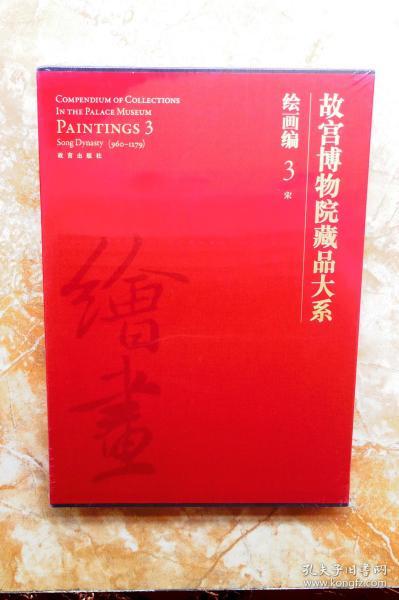 COMPENDIUM OF COLLECTIONS
IN THE PALACE MUSEUM
PAINTINGS 3
Song Dynasty (960-1279)
故宫出版社
故宫博物院藏品大系
绘画编 3 宋
繪畫
孔夫子旧书网
www.kongfz.com